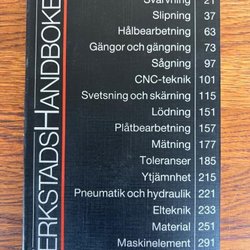 Svarvning 21
Slipning 37
Hålbearbetning 63
Gängor och gängning 73
Sågning 97
CNC-teknik 101
Svetsning och skärning 115
Lödning 151
Plåtbearbetning 157
Mätning 177
Toleranser 185
Ytjämnhet 215
Pneumatik och hydraulik 221
Elteknik 233
Material 251
Maskinelement 291
ERKSTADSHANDBOKE